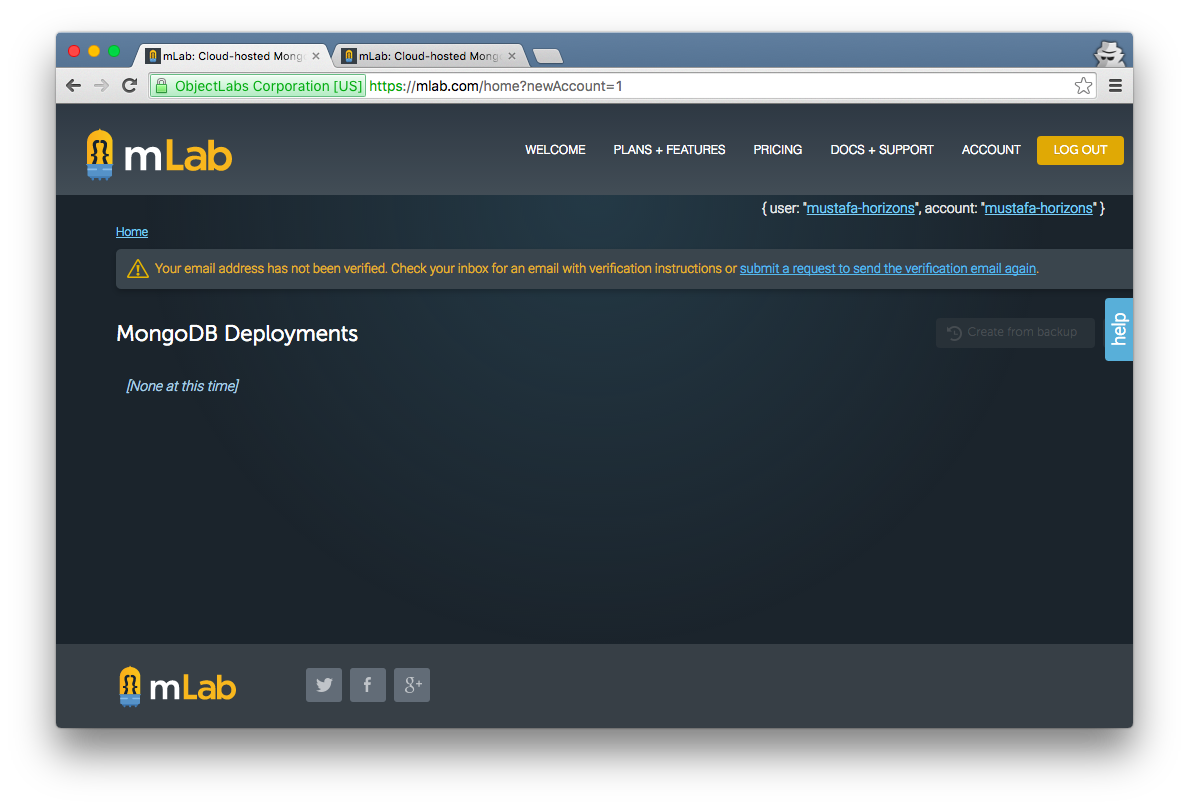 mLab: Cloud-hosted Mong
mLab: Cloud-hosted Mong
ObjectLabs Corporation [US] https://mlab.com/home?newAccount=1
{} mLab
WELCOME PLANS + FEATURES PRICING DOCS + SUPPORT ACCOUNT LOG OUT
{ user: "mustafa-horizons", account: "mustafa-horizons" }
Home
Your email address has not been verified. Check your inbox for an email with verification instructions or submit a request to send the verification email again.
MongoDB Deployments
Create from backup
help
[None at this time]
{} mLab
f
g+